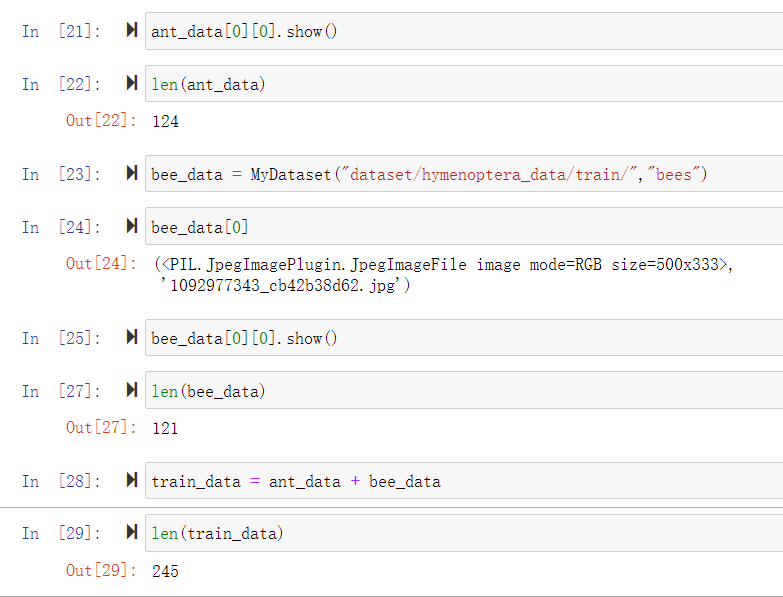 In [21]: ant_data[0][0].show()
In [22]: len(ant_data)
Out[22]: 124
In [23]: bee_data = MyDataset("dataset/hymenoptera_data/train/","bees")
In [24]: bee_data[0]
Out[24]: (<PIL.JpegImagePlugin.JpegImageFile image mode=RGB size=500x333>,
'1092977343_cb42b38d62.jpg')
In [25]: bee_data[0][0].show()
In [27]: len(bee_data)
Out[27]: 121
In [28]: train_data = ant_data + bee_data
In [29]: len(train_data)
Out[29]: 245